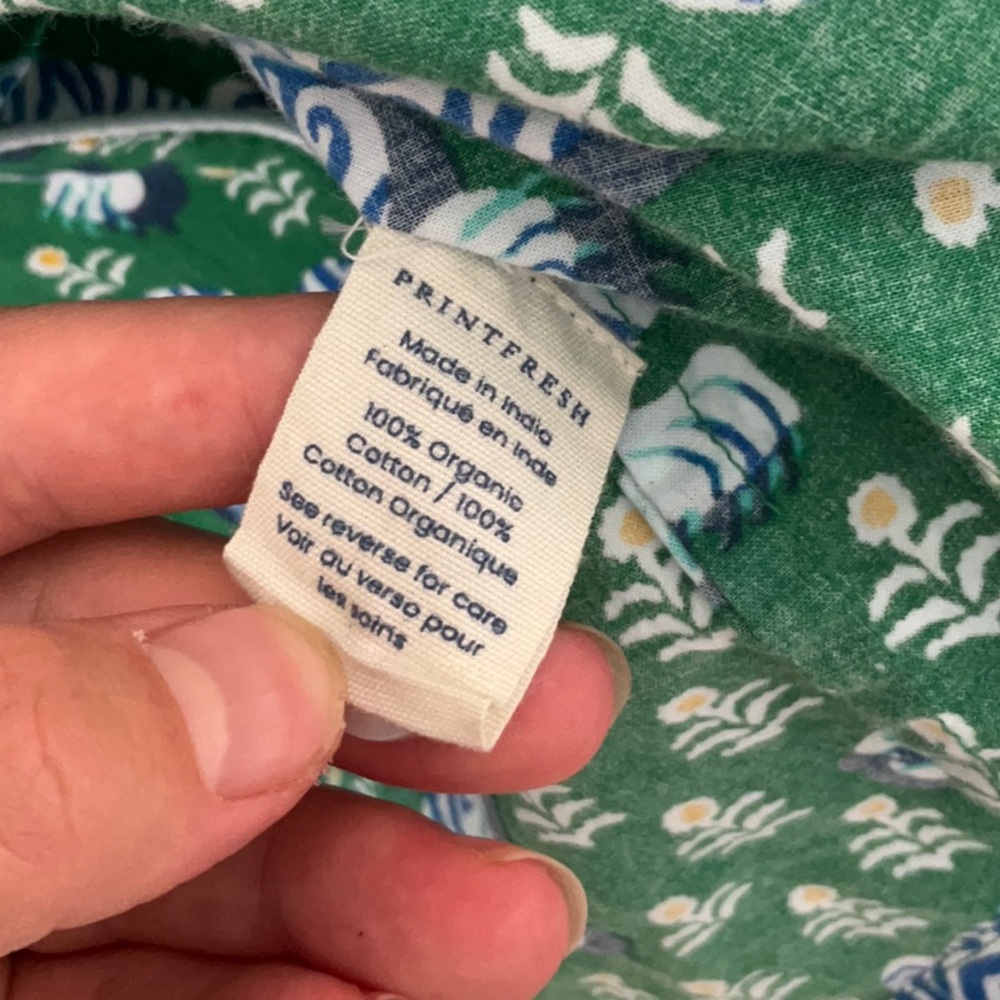 PRINTFRESH
Made in India
Fabriqué en Inde
100% Organic
Cotton / 100%
Cotton Organique
See reverse for care
Voir au verso pour
les soins